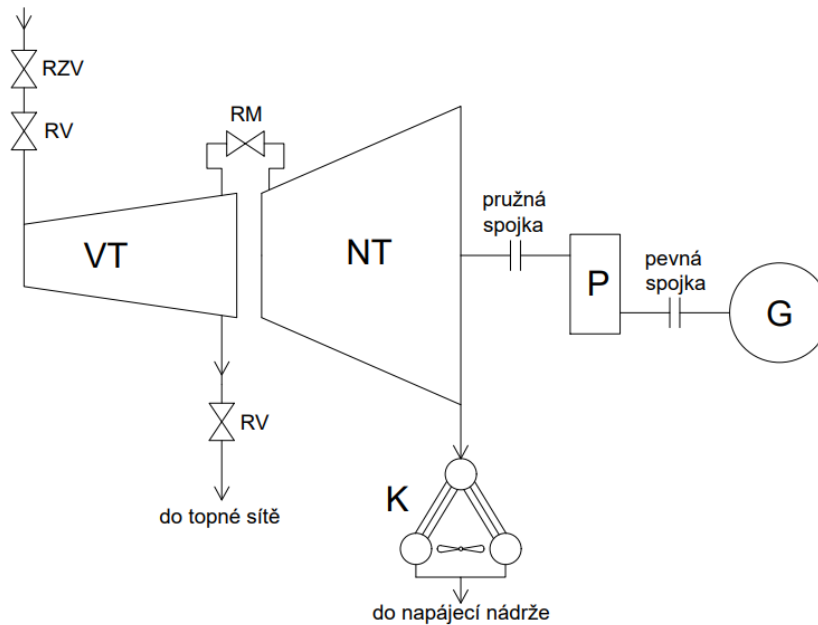 RZV
RV
RM
VT
NT
pružná
spojka
P
pevná
spojka
G
RV
do topné sítě
K
do napájecí nádrže